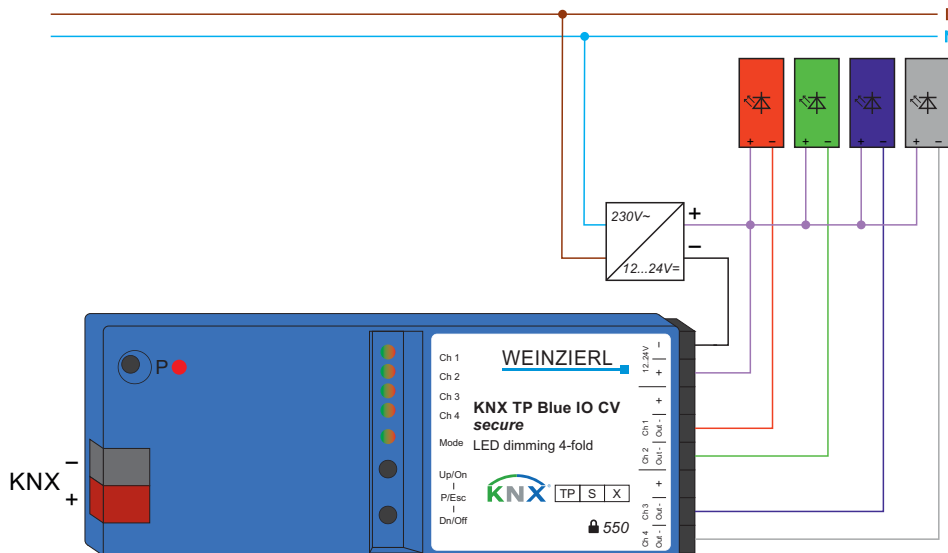 L
N
+ − + − + − + −
230V~
+
−
12...24V=
P
Ch 1
Ch 2
Ch 3
Ch 4
Mode
Up/On
P/Esc
Dn/Off
WEINZIERL
KNX TP Blue IO CV
secure
LED dimming 4-fold
KNX
TP S X
550
12..24V
−
+
+
Ch 1 Out -
Ch 2 Out -
+
Ch 3 Out -
Ch 4 Out -
KNX
−
+